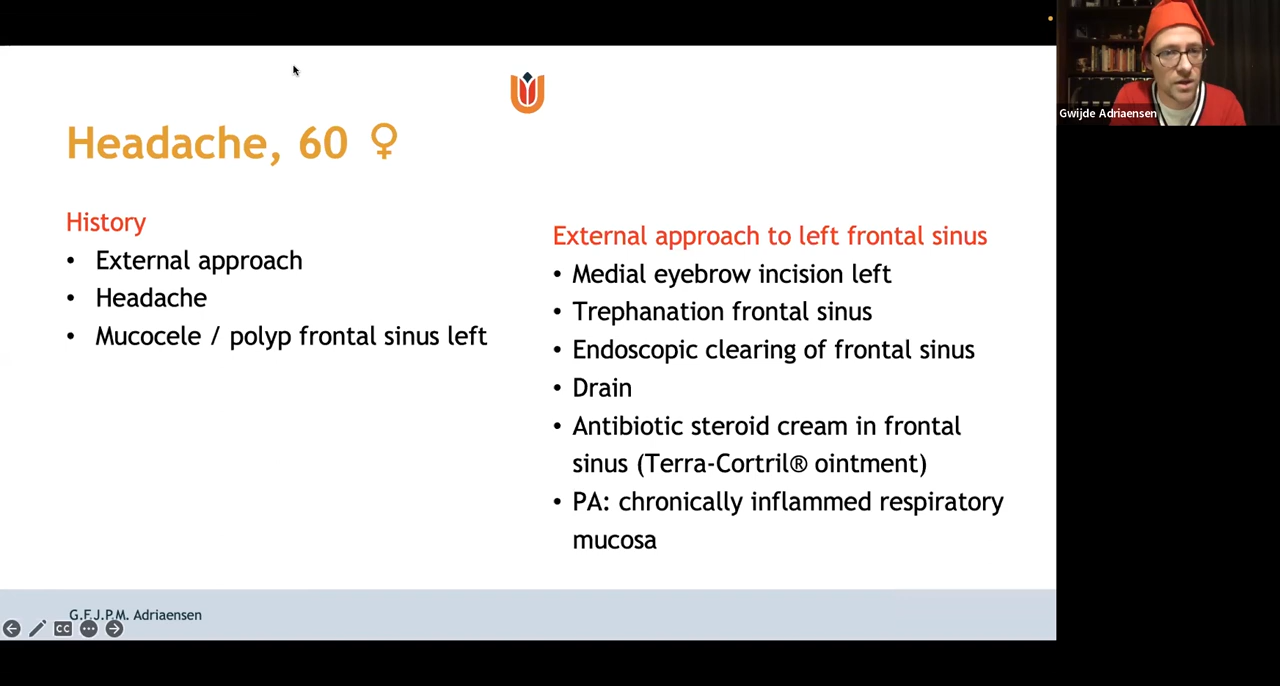 Headache, 60 ♀
History
• External approach
• Headache
• Mucocele / polyp frontal sinus left
External approach to left frontal sinus
• Medial eyebrow incision left
• Trephanation frontal sinus
• Endoscopic clearing of frontal sinus
• Drain
• Antibiotic steroid cream in frontal
sinus (Terra-Cortril® ointment)
• PA: chronically inflammed respiratory
mucosa
G.F.J.P.M. Adriaensen
CC
Gwijde Adriaensen